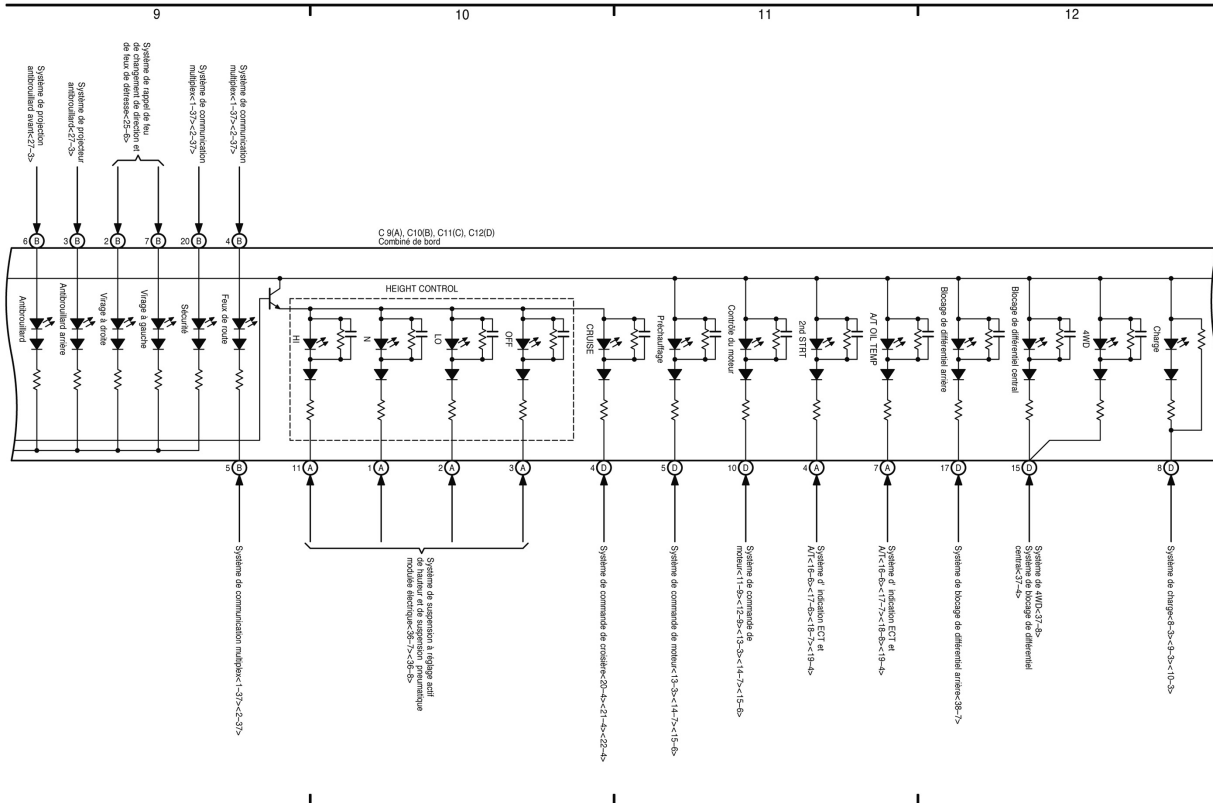 9
10
11
12
Système de projection
antibrouillard avant<27-3>
Système de projecteur
antibrouillard<27-3>
Système de rappel de feu
de changement de direction et
de feux de détresse<25-6>
Système de communication
multiplex<1-37><2-37>
Système de communication
multiplex<1-37><2-37>
6 B
3 B
2 B
7 B
20 B
4 B
C 9(A), C10(B), C11(C), C12(D)
Combiné de bord
HEIGHT CONTROL
Antibrouillard
Antibrouillard arrière
Virage à droite
Virage à gauche
Sécurité
Feux de route
HI
N
LO
OFF
CRUISE
Préchauffage
Contrôle du moteur
2nd STRT
A/T OIL TEMP
Blocage de différentiel arrière
Blocage de différentiel central
4WD
Charge
5 B
11 A
1 A
2 A
3 A
4 D
5 D
10 D
4 A
7 A
17 D
15 D
8 D
Système de communication multiplex<1-37><2-37>
Système de suspension à réglage actif
de hauteur et de suspension pneumatique
modulée électrique<36-7><36-8>
Système de commande de croisière<20-4><21-4><22-4>
Système de commande de moteur<13-3><14-7><15-6>
Système de commande de
moteur<11-9><12-9><13-3><14-7><15-6>
Système d' indication ECT et
A/T<16-6><17-6><18-7><19-4>
Système d' indication ECT et
A/T<16-6><17-7><18-8><19-4>
Système de blocage de différentiel arrière<38-7>
Système de 4WD<37-8>
Système de blocage de différentiel
central<37-4>
Système de charge<8-3><9-3><10-3>